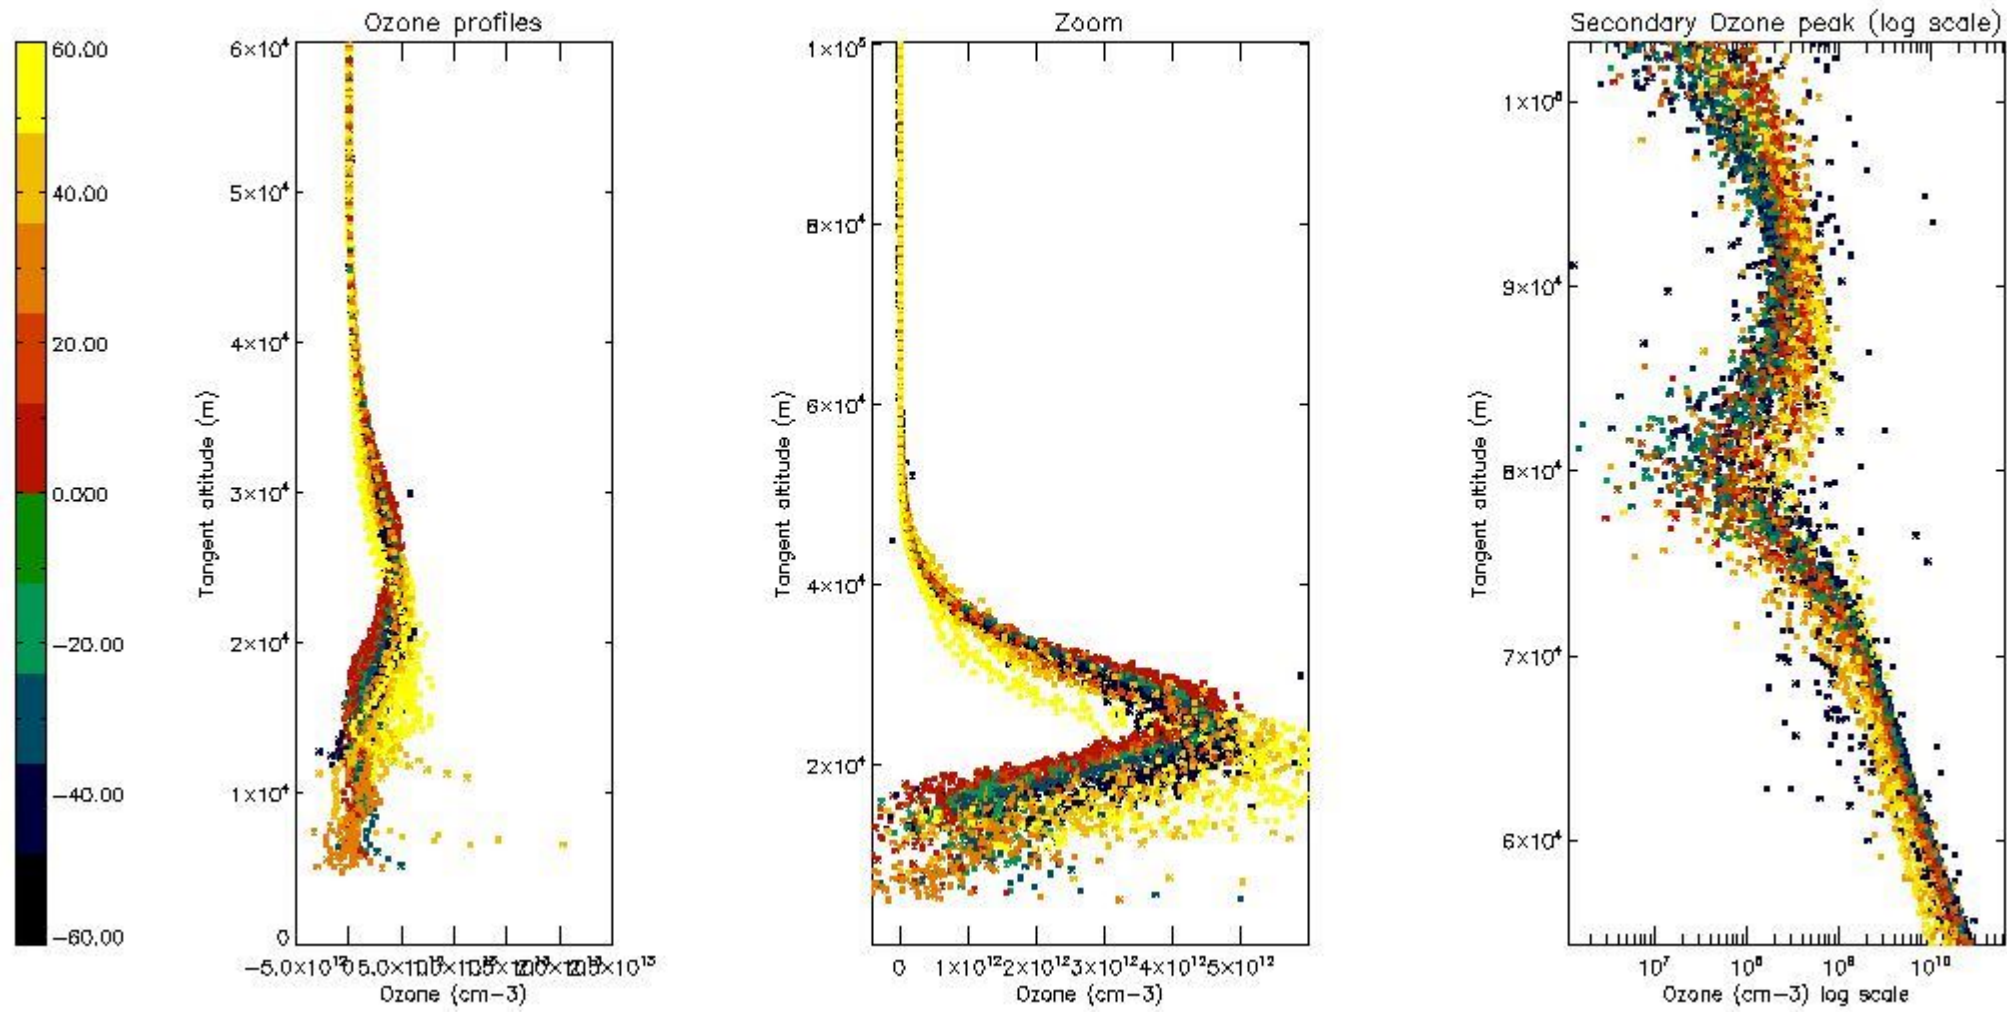 Ozone profiles
Zoom
Secondary Ozone peak (log scale)
60.00
40.00
20.00
−20.00
−40.00
−60.00
6×10⁴
5×10⁴
4×10⁴
3×10⁴
2×10⁴
1×10⁴
0
Tangent altitude (m)
Ozone (cm−3)
1×10⁵
8×10⁴
6×10⁴
4×10⁴
2×10⁴
Tangent altitude (m)
0 1×10¹² 2×10¹² 3×10¹² 4×10¹² 5×10¹²
Ozone (cm−3)
1×10⁵
9×10⁴
8×10⁴
7×10⁴
6×10⁴
Tangent altitude (m)
10⁷ 10⁸ 10⁹ 10¹⁰
Ozone (cm−3) log scale